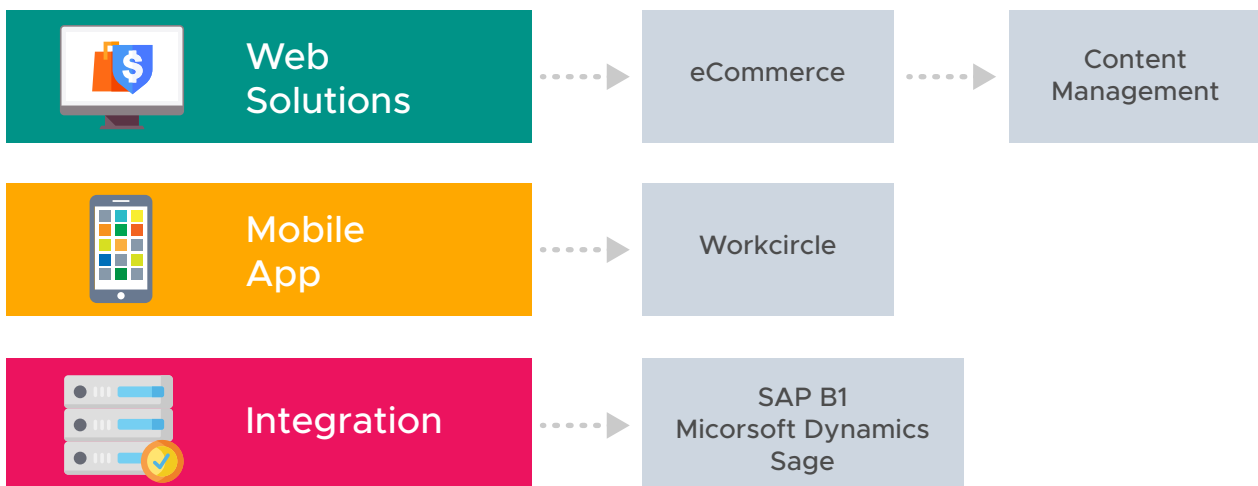 Web
Solutions
eCommerce
Content
Management
Mobile
App
Workcircle
Integration
SAP B1
Micorsoft Dynamics
Sage